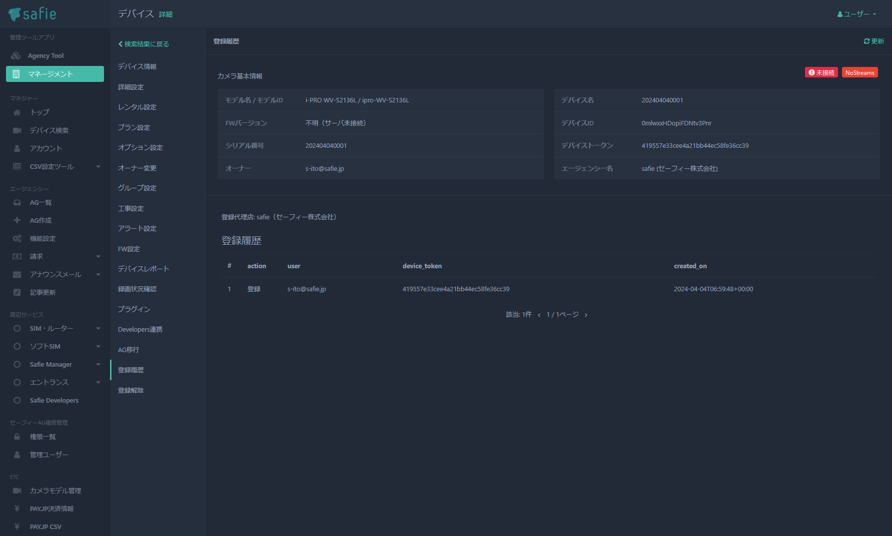 safie
デバイス 詳細
ユーザー
管理ツールアプリ
Agency Tool
マネージメント
マネジャー
トップ
デバイス検索
アカウント
CSV設定ツール
エージェンシー
AG一覧
AG作成
機能設定
請求
アナウンスメール
記事更新
周辺サービス
SIM・ルーター
ソフトSIM
Safie Manager
エントランス
Safie Developers
セーフィーAG権限管理
権限一覧
管理ユーザー
ETC
カメラモデル管理
PAY.JP決済情報
PAY.JP CSV
検索結果に戻る
デバイス情報
詳細設定
レンタル設定
プラン設定
オプション設定
オーナー変更
グループ設定
工事設定
アラート設定
FW設定
デバイスレポート
録画状況確認
プラグイン
Developers連携
AG移行
登録履歴
登録解除
登録履歴
更新
カメラ基本情報
未接続
NoStreams
モデル名 / モデルID i-PRO WV-S2136L / ipro-WV-S2136L
FWバージョン 不明（サーバ未接続）
シリアル番号 202404040001
オーナー s-ito@safie.jp
デバイス名 202404040001
デバイスID
デバイストークン 419557e33cee4a21bb44ec58fe36cc39
エージェンシー名 safie (セーフィー株式会社)
登録代理店: safie（セーフィー株式会社）
登録履歴
# action user device_token created_on
1 登録 s-ito@safie.jp 419557e33cee4a21bb44ec58fe36cc39 2024-04-04T06:59:48+00:00
該当: 1件 ‹ 1 / 1ページ ›